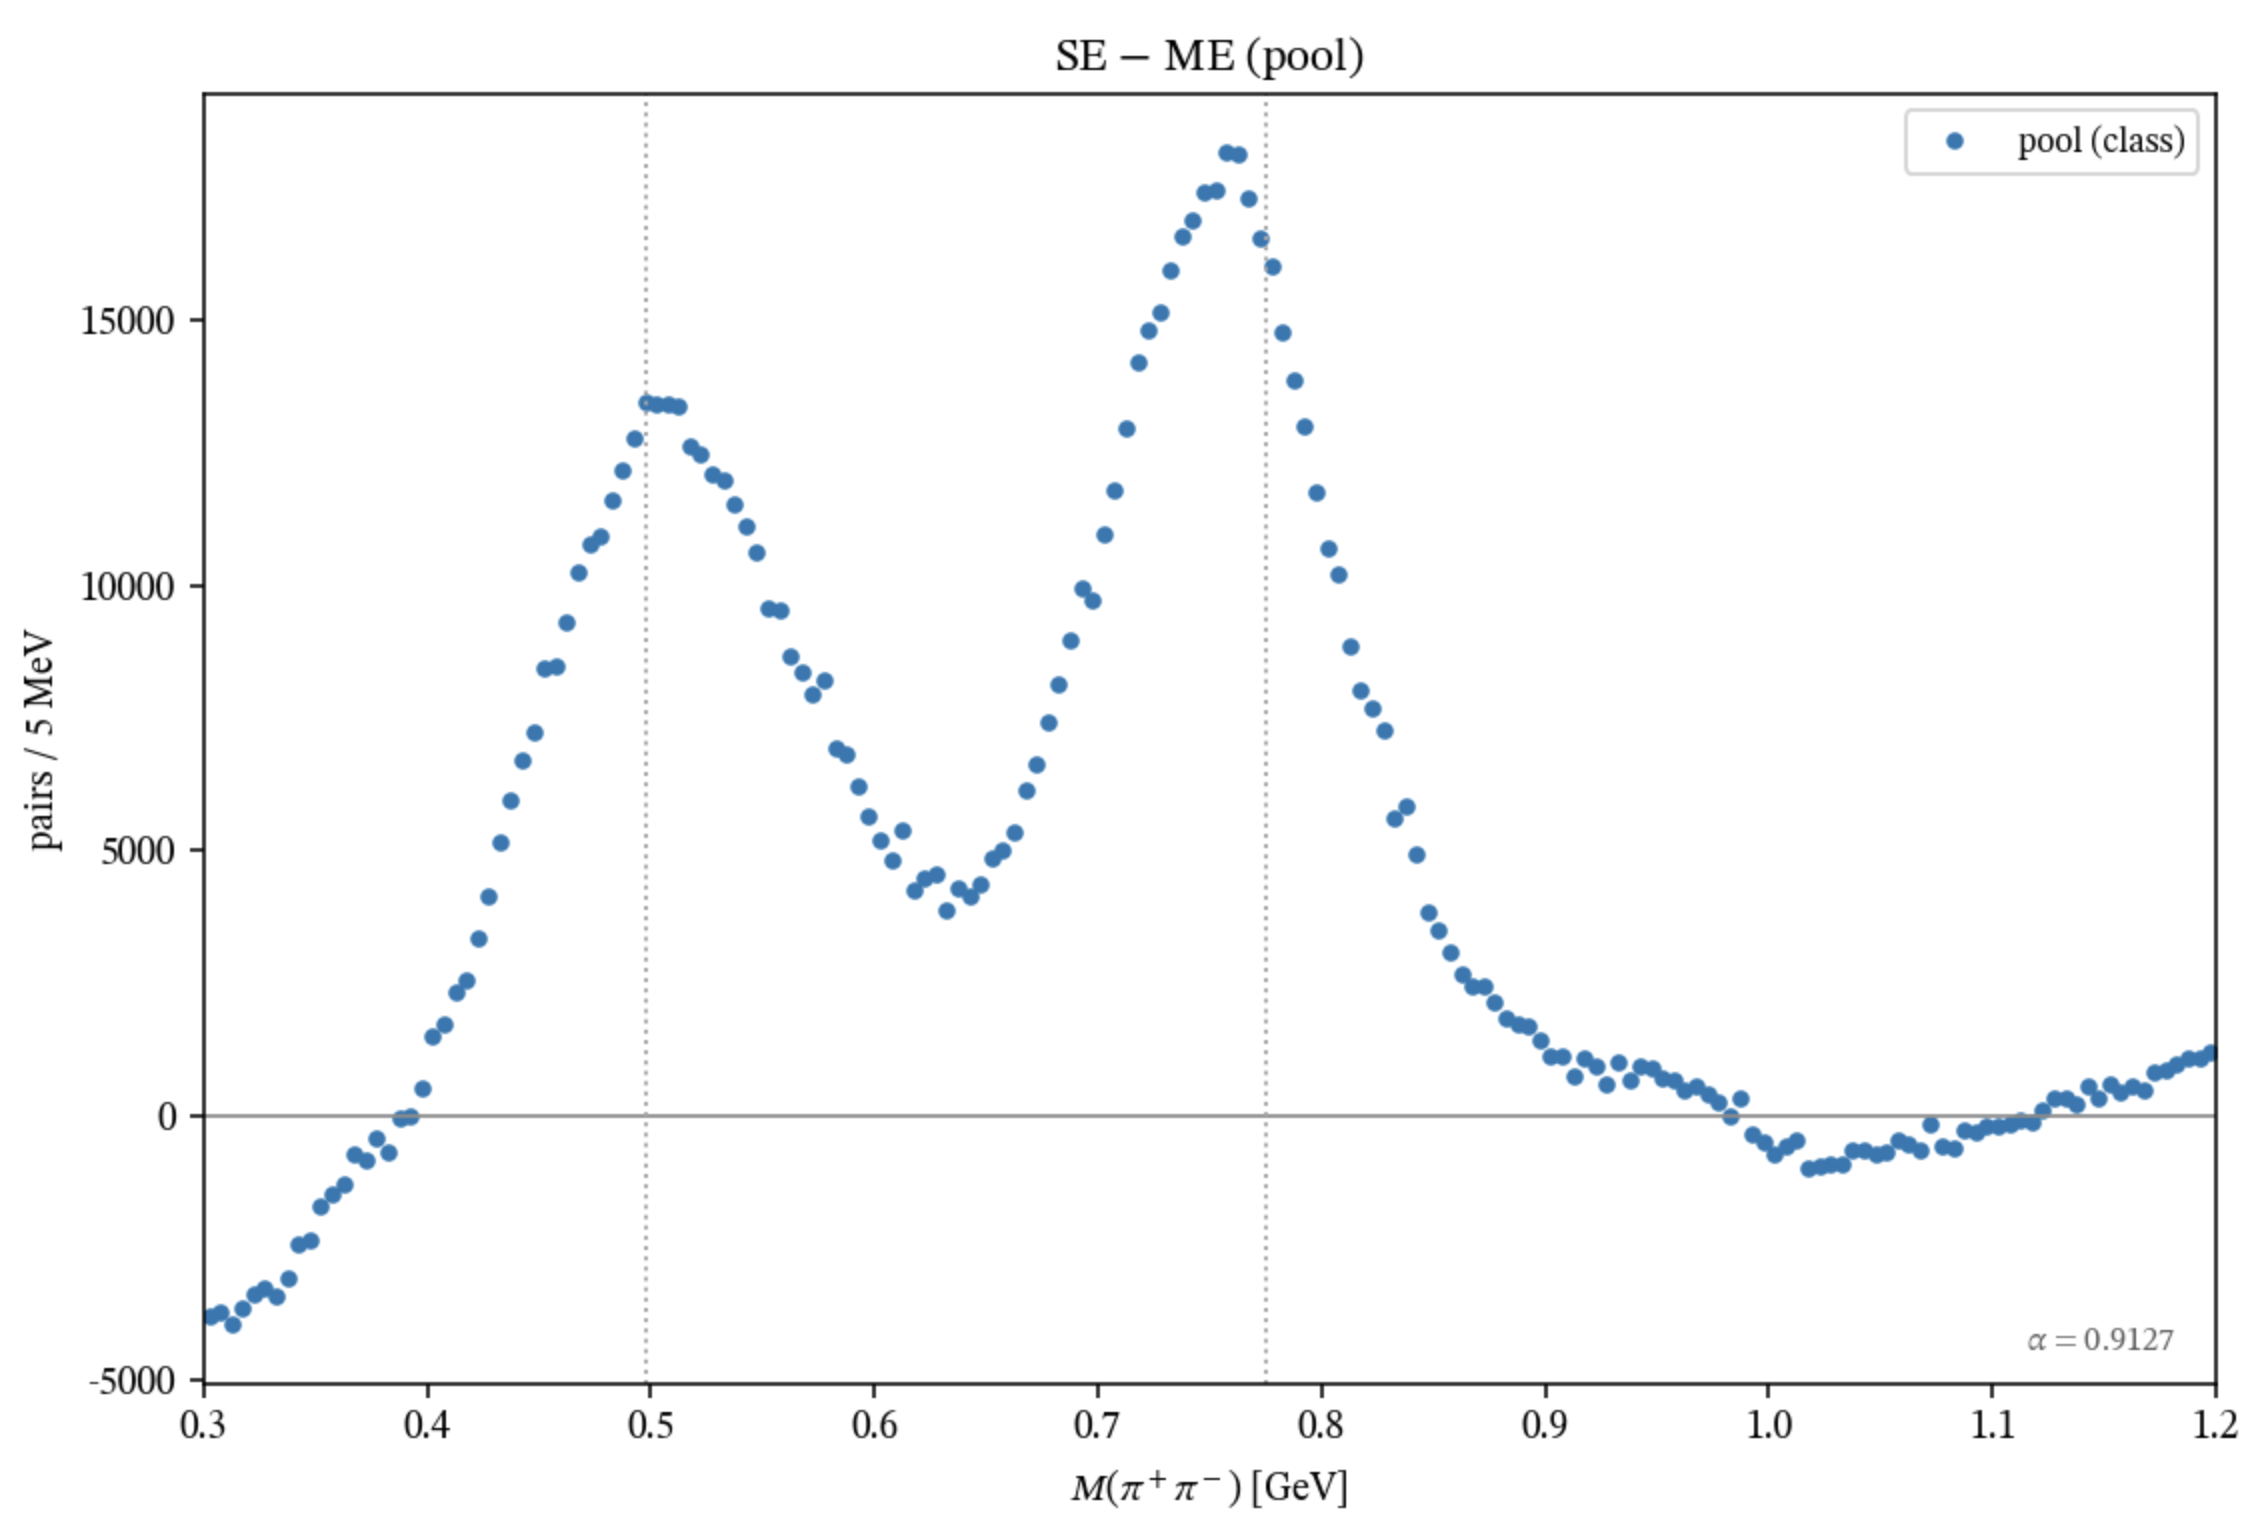 SE − ME (pool)
pool (class)
pairs / 5 MeV
15000
10000
5000
0
-5000
α = 0.9127
0.3 0.4 0.5 0.6 0.7 0.8 0.9 1.0 1.1 1.2
M(π⁺π⁻) [GeV]